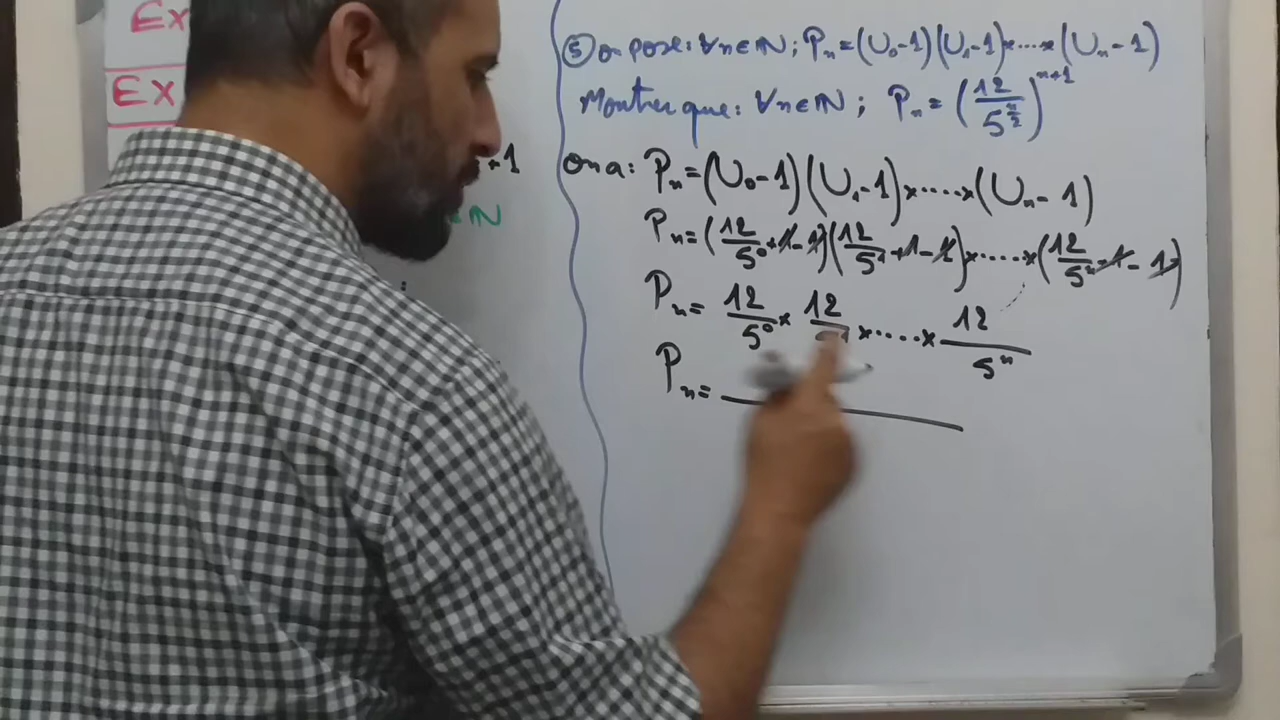 Ex
Ex
+1
∈ℕ
⑤ on pose: ∀n∈ℕ; Pₙ=(U₀-1)(U₁-1)×....×(Uₙ-1)
Montrer que: ∀n∈ℕ; Pₙ = (12/5^(n/2))^(n+1)
on a: Pₙ=(U₀-1)(U₁-1)×....×(Uₙ-1)
Pₙ=(12/5⁰+1-1)(12/5¹+1-1)×....×(12/5ⁿ+1-1)
Pₙ= 12/5⁰ × 12/5¹ ×....× 12/5ⁿ
Pₙ=